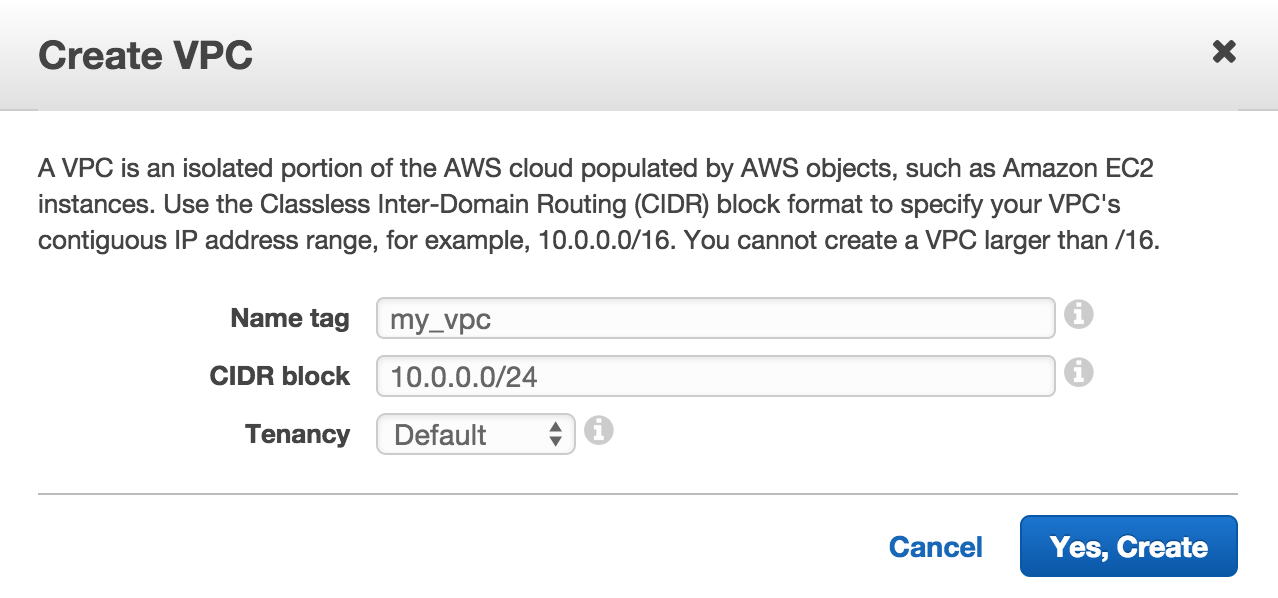 Create VPC
A VPC is an isolated portion of the AWS cloud populated by AWS objects, such as Amazon EC2
instances. Use the Classless Inter-Domain Routing (CIDR) block format to specify your VPC's
contiguous IP address range, for example, 10.0.0.0/16. You cannot create a VPC larger than /16.
Name tag my_vpc
CIDR block 10.0.0.0/24
Tenancy Default
Cancel Yes, Create